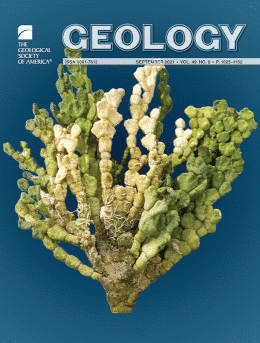 GEOLOGY
THE
GEOLOGICAL
SOCIETY
OF AMERICA®
SEPTEMBER 2021 • VOL. 49 NO. 9 • P.